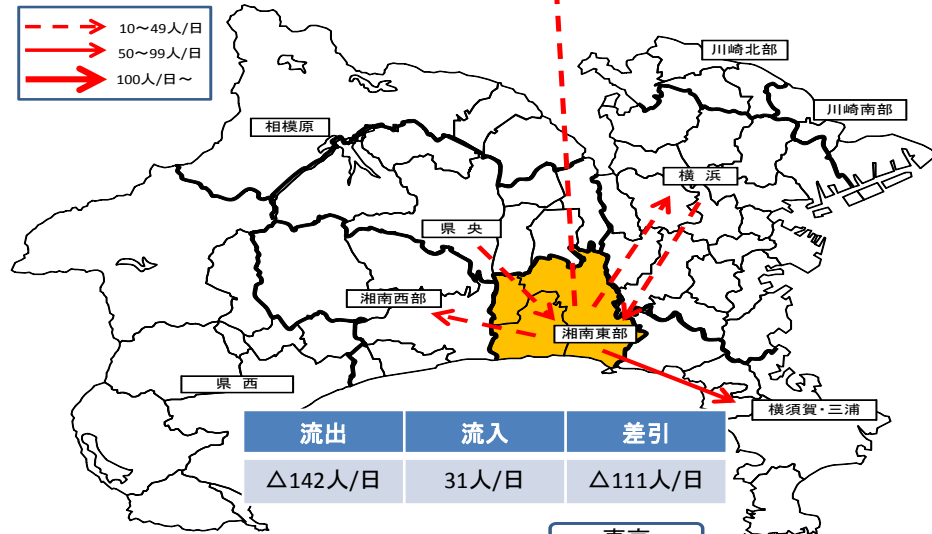 10～49人/日
50～99人/日
100人/日～
川崎北部
川崎南部
相模原
横 浜
県 央
湘南西部
湘南東部
県 西
横須賀・三浦
流出 流入 差引
△142人/日 31人/日 △111人/日